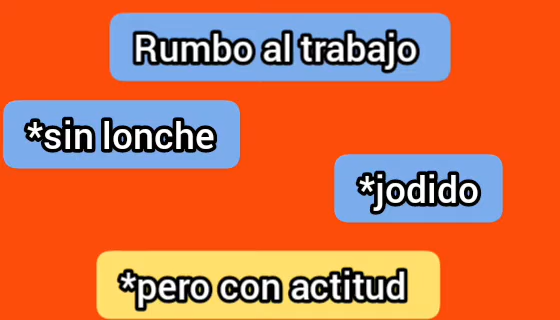 Rumbo al trabajo
*sin lonche
*jodido
*pero con actitud